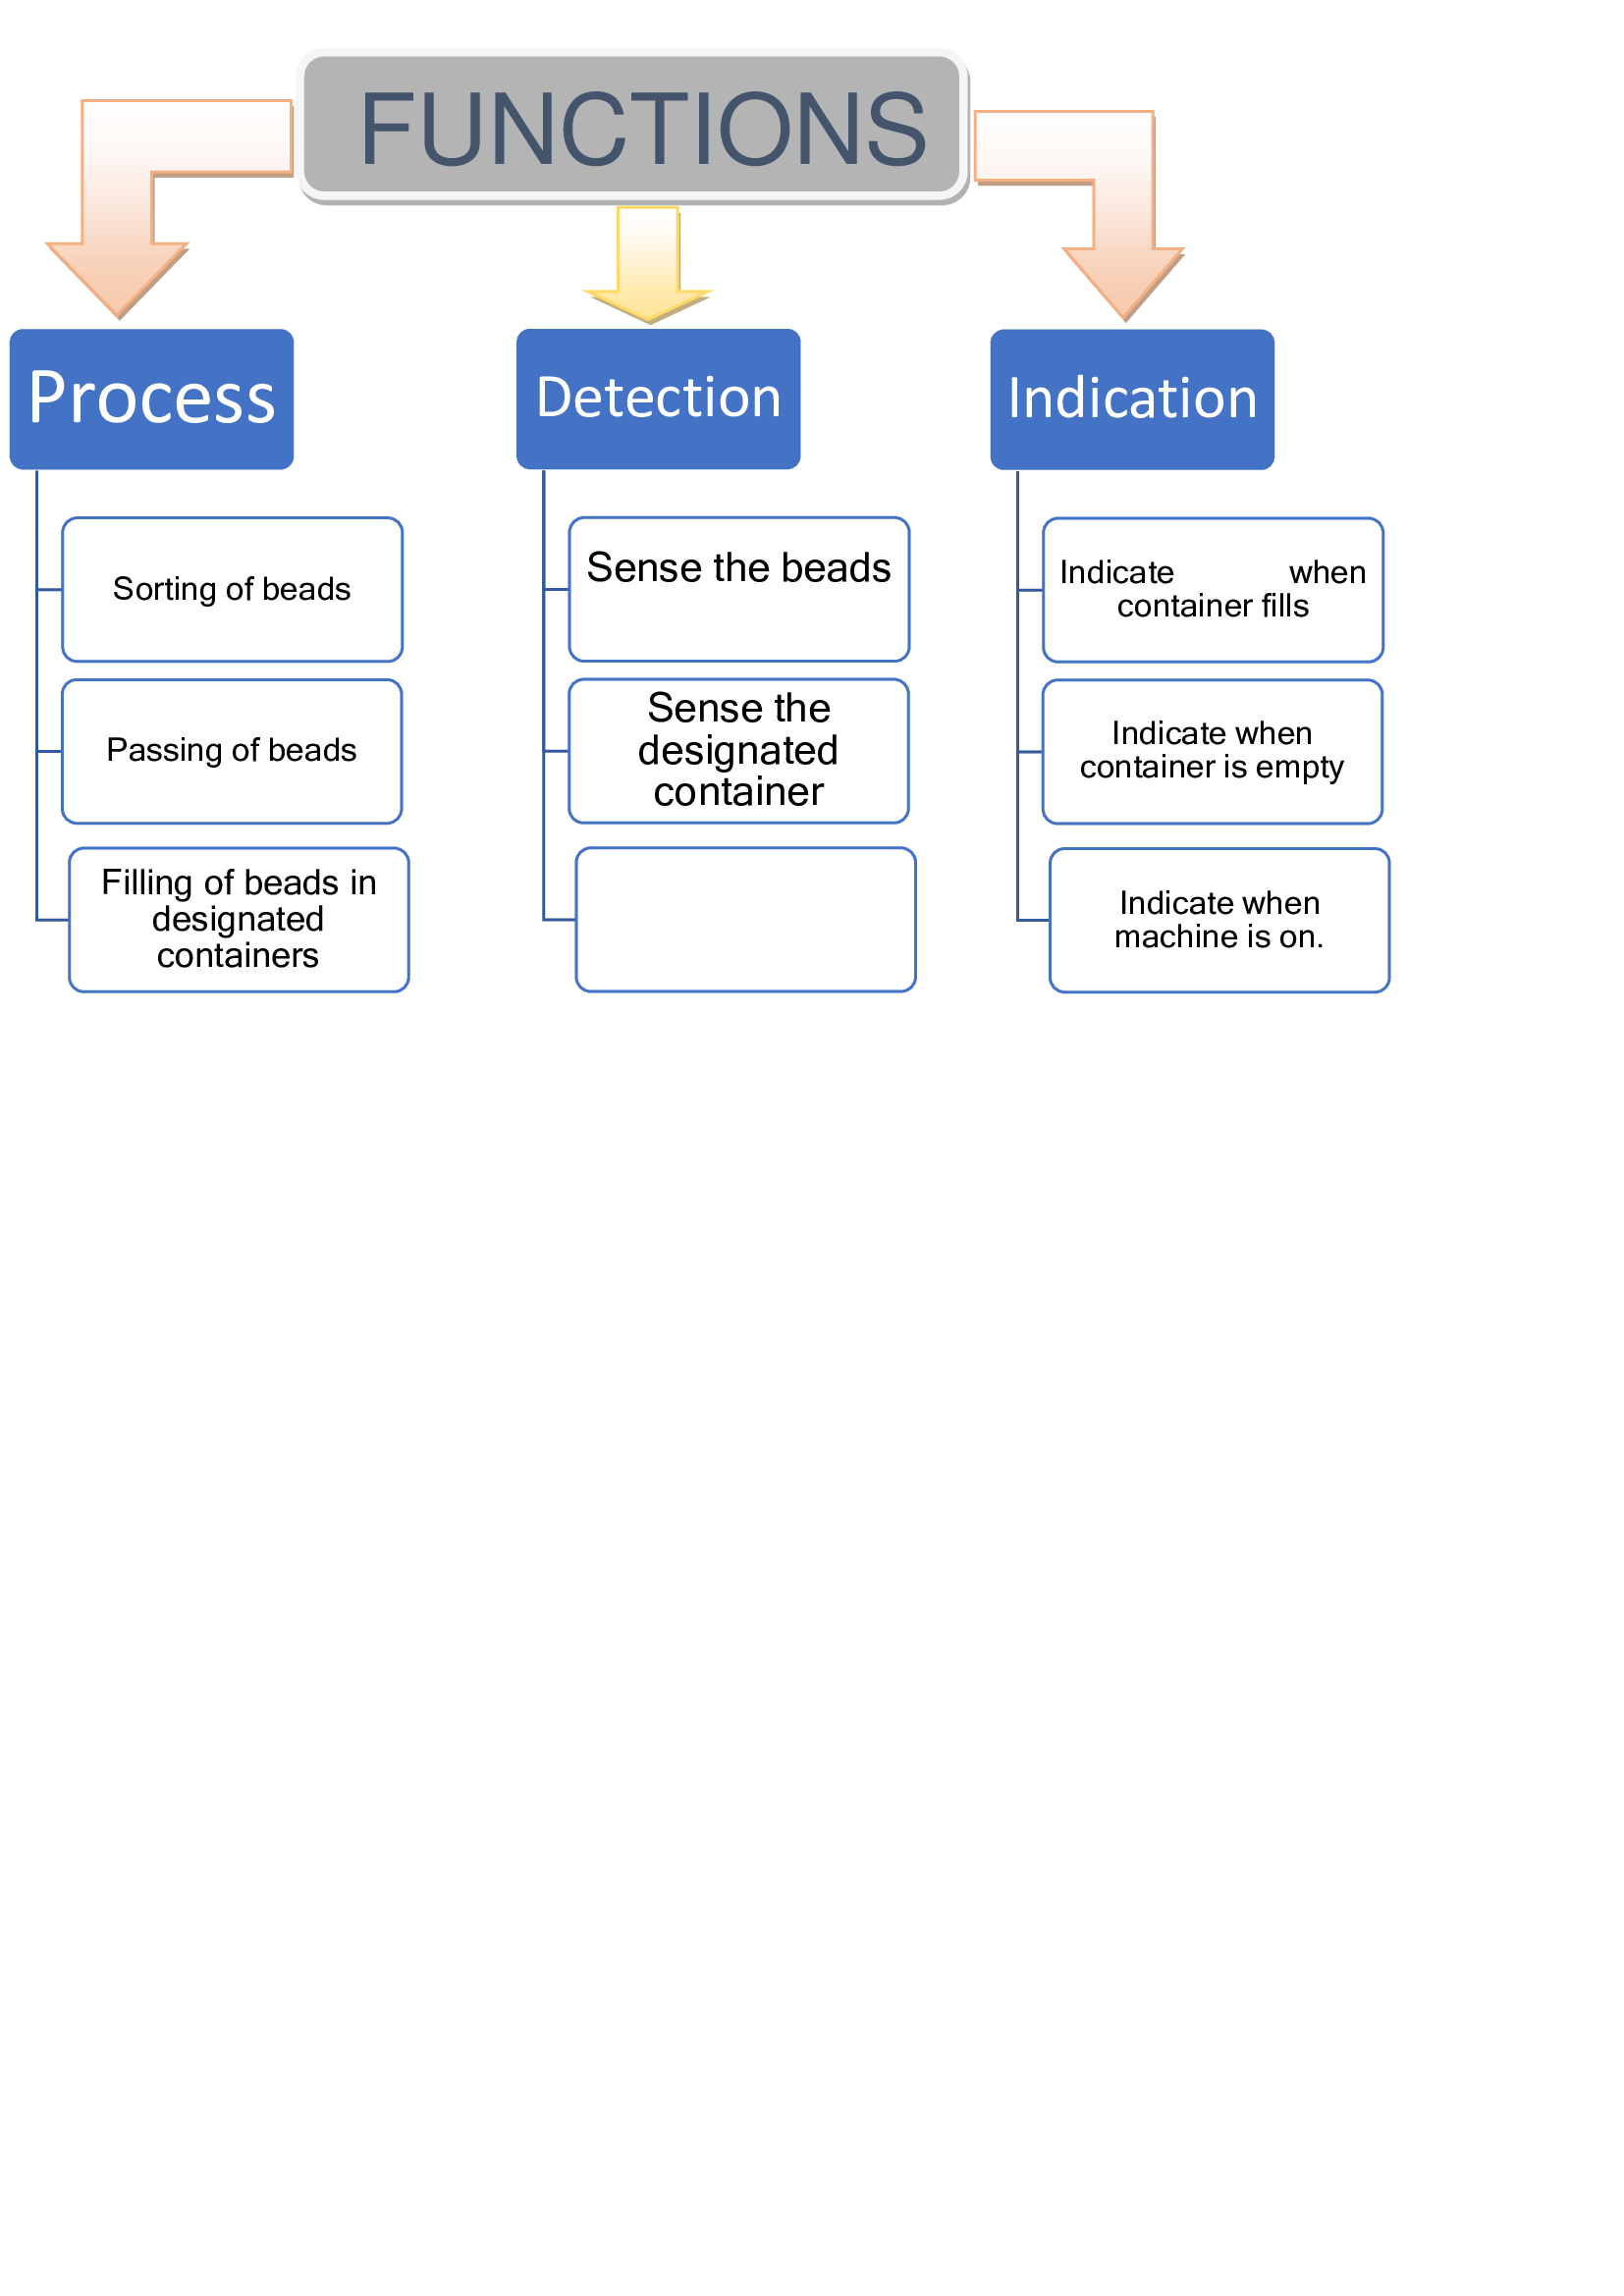 FUNCTIONS
Process
Sorting of beads
Passing of beads
Filling of beads in
designated
containers
Detection
Sense the beads
Sense the
designated
container
Indication
Indicate when
container fills
Indicate when
container is empty
Indicate when
machine is on.